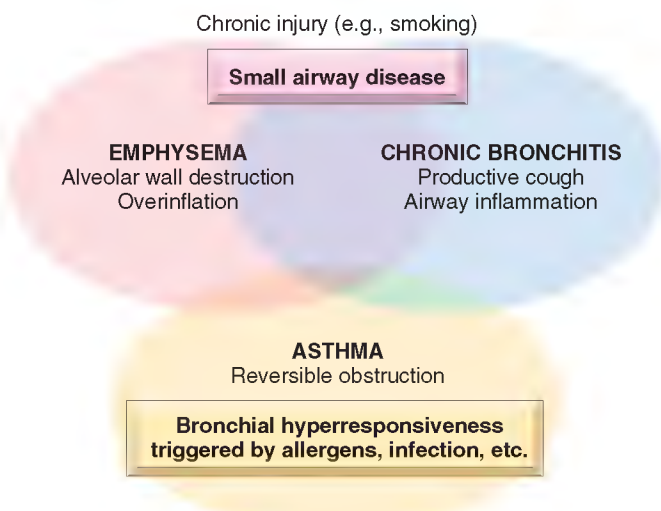 Chronic injury (e.g., smoking)
Small airway disease
EMPHYSEMA
Alveolar wall destruction
Overinflation
CHRONIC BRONCHITIS
Productive cough
Airway inflammation
ASTHMA
Reversible obstruction
Bronchial hyperresponsiveness
triggered by allergens, infection, etc.